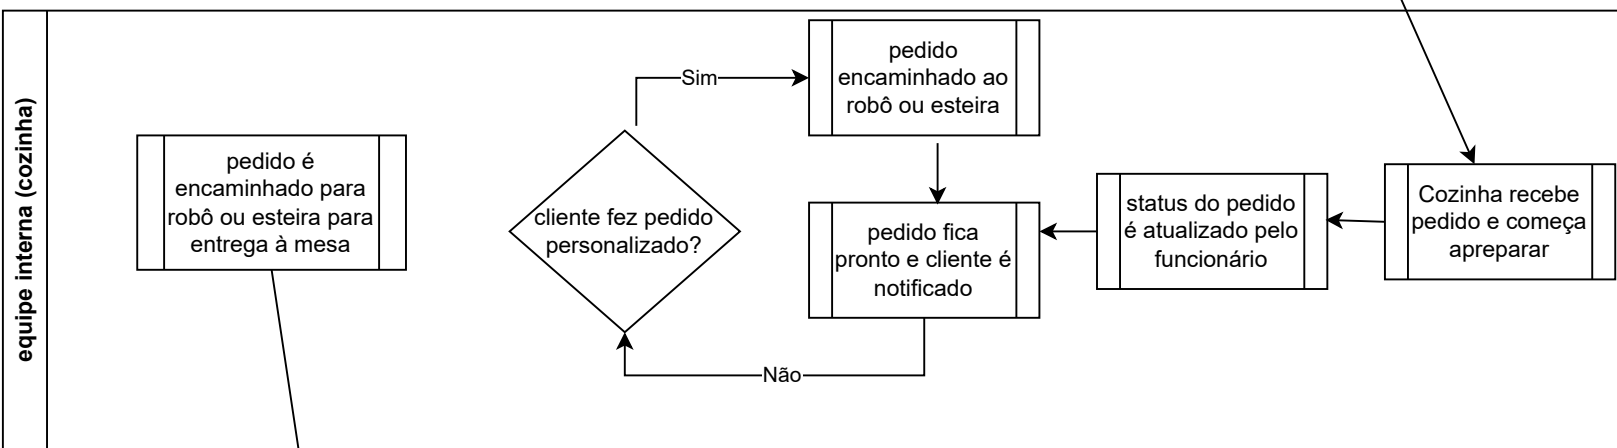 equipe interna (cozinha)
pedido é
encaminhado para
robô ou esteira para
entrega à mesa
cliente fez pedido
personalizado?
Sim
pedido
encaminhado ao
robô ou esteira
pedido fica
pronto e cliente é
notificado
Não
status do pedido
é atualizado pelo
funcionário
Cozinha recebe
pedido e começa
apreparar